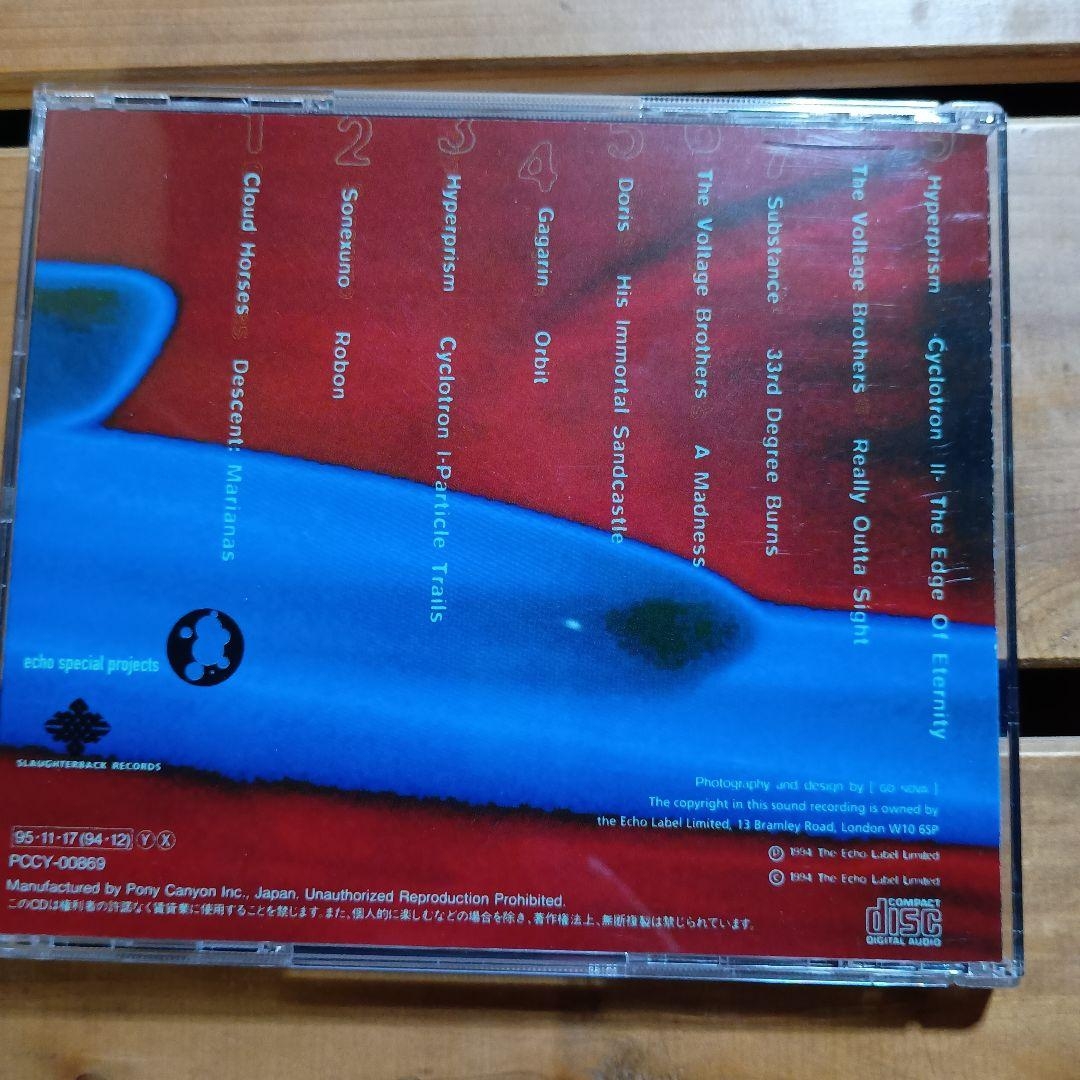 1 Cloud Horses Descent: Marianas
2 Sonexuno Robon
3 Hyperprism Cyclotron I-Particle Trails
4 Gagarin Orbit
5 Doris His Immortal Sandcastle
6 The Voltage Brothers A Madness
Substance 33rd Degree Burns
The Voltage Brothers Really Outta Sight
Hyperprism Cyclotron II- The Edge Of Eternity
echo special projects
SLAUGHTERBACK RECORDS
Photography and design by [ GO NOVA ]
The copyright in this sound recording is owned by
the Echo Label Limited, 13 Bramley Road, London W10 6SP
Ⓟ 1994 The Echo Label Limited
© 1994 The Echo Label Limited
'95·11·17(94·12) Ⓨ Ⓧ
PCCY-00869
Manufactured by Pony Canyon Inc., Japan. Unauthorized Reproduction Prohibited.
このCDは権利者の許諾なく賃貸業に使用することを禁じます。また、個人的に楽しむなどの場合を除き、著作権法上、無断複製は禁じられています。
COMPACT
disc
DIGITAL AUDIO